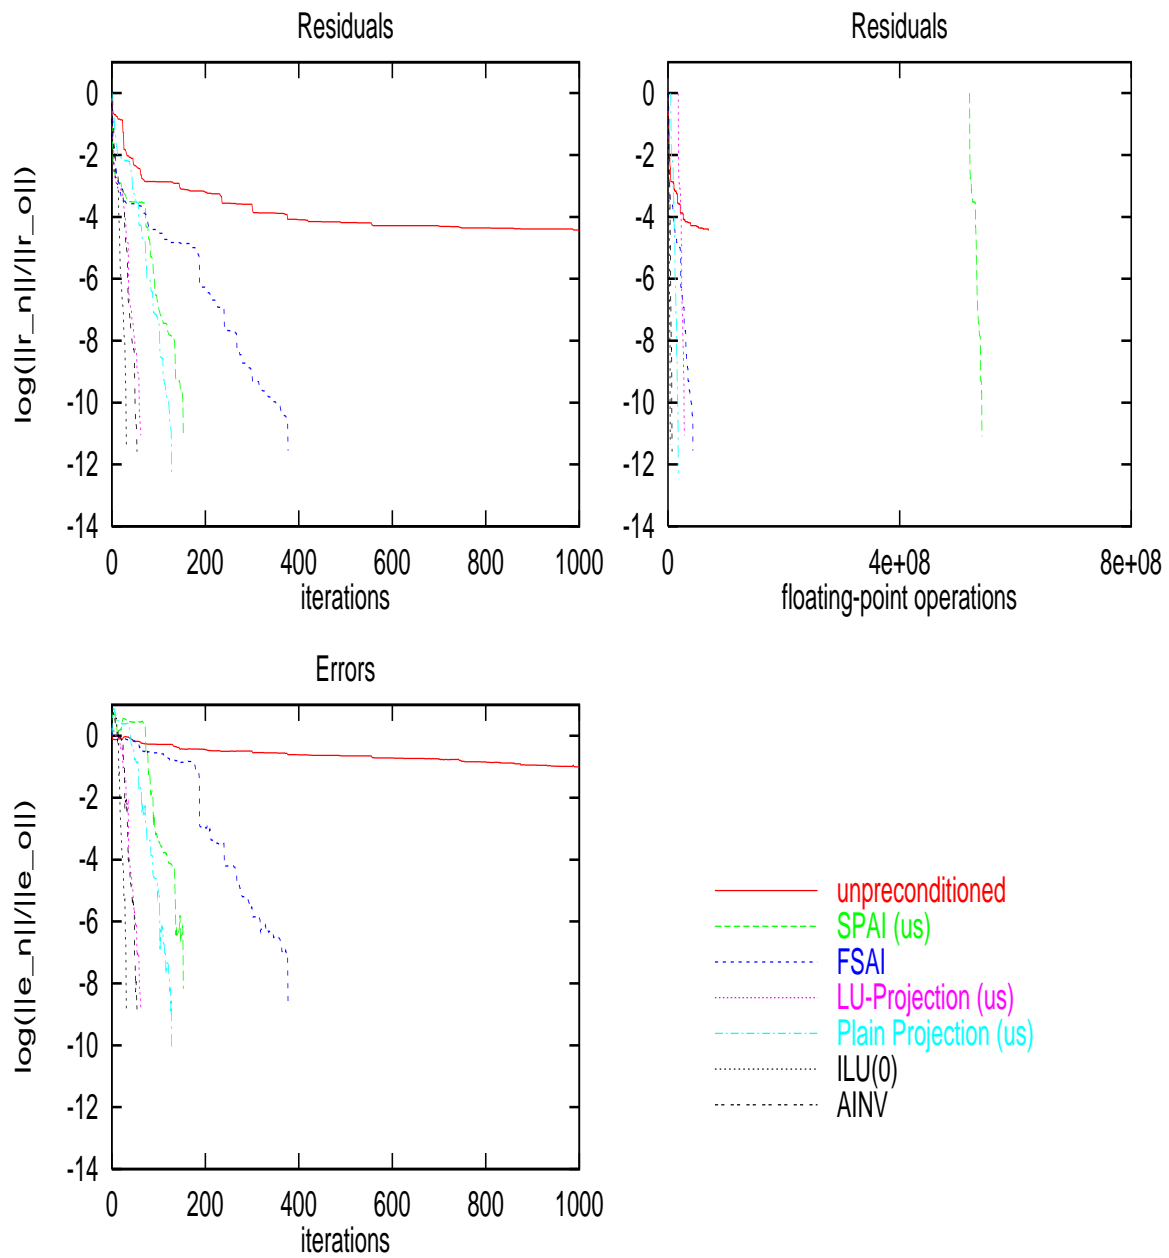 Residuals
0
-2
-4
-6
-8
-10
-12
-14
log(||r_n||/||r_o||)
0 200 400 600 800 1000
iterations
Residuals
0
-2
-4
-6
-8
-10
-12
-14
0 4e+08 8e+08
floating-point operations
Errors
0
-2
-4
-6
-8
-10
-12
-14
log(||e_n||/||e_o||)
0 200 400 600 800 1000
iterations
unpreconditioned
SPAI (us)
FSAI
LU-Projection (us)
Plain Projection (us)
ILU(0)
AINV